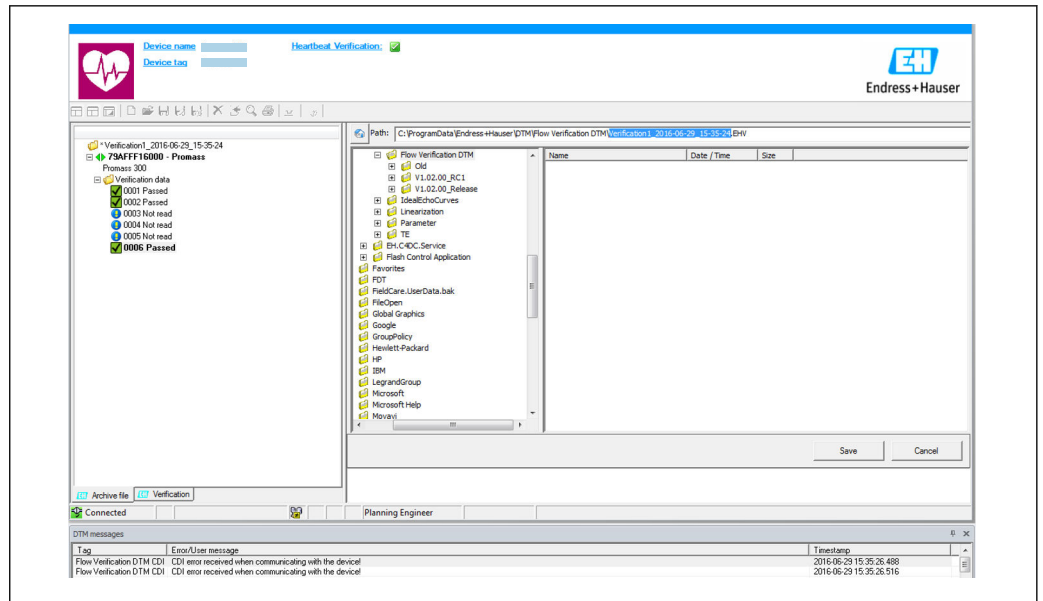 Device name
Heartbeat Verification:
Device tag
EH
Endress+Hauser
Path: C:\ProgramData\Endress+Hauser\DTM\Flow Verification DTM\Verification1_2016-06-29_15-35-24.EHV
* Verification1_2016-06-29_15-35-24
79AFFF16000 - Promass
Promass 300
Verification data
0001 Passed
0002 Passed
0003 Not read
0004 Not read
0005 Not read
0006 Passed
Flow Verification DTM
Old
V1.02.00_RC1
V1.02.00_Release
IdealEchoCurves
Linearization
Parameter
TE
EH.C4DC.Service
Flash Control Application
Favorites
FDT
FieldCare.UserData.bak
FileOpen
Global Graphics
Google
GroupPolicy
Hewlett-Packard
HP
IBM
LegrandGroup
Microsoft
Microsoft Help
Movavi
Name Date / Time Size
Save Cancel
Archive file Verification
Connected Planning Engineer
DTM messages
Tag Error/User message Timestamp
Flow Verification DTM CDI CDI error received when communicating with the device! 2016-06-29 15:35:26.488
Flow Verification DTM CDI CDI error received when communicating with the device! 2016-06-29 15:35:26.516